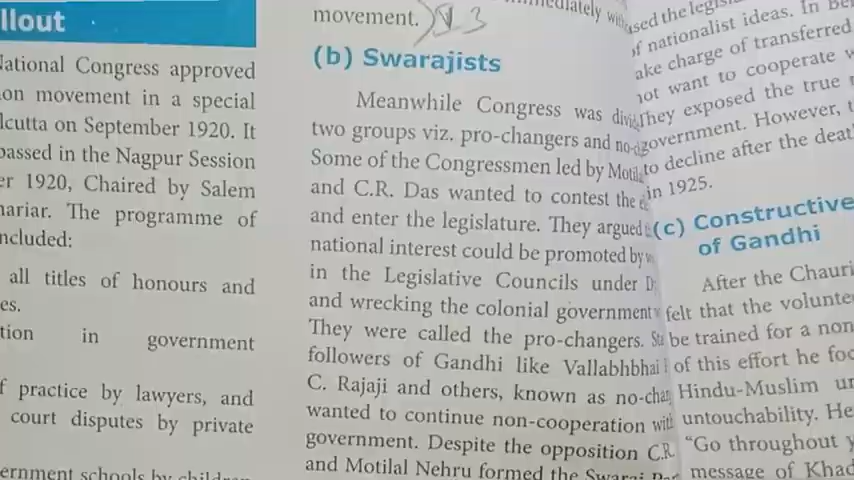 llout
National Congress approved
on movement in a special
lcutta on September 1920. It
passed in the Nagpur Session
er 1920, Chaired by Salem
The programme of
ncluded:
all titles of honours and
es.
tion in government
f practice by lawyers, and
court disputes by private
ernment schools by children
movement.
(b) Swarajists
Meanwhile Congress was
two groups viz. pro-changers and
Some of the Congressmen led by
and C.R. Das wanted to contest the
and enter the legislature. They argued
national interest could be promoted by
in the Legislative Councils under
and wrecking the colonial government
They were called the pro-changers.
followers of Gandhi like Vallabhbhai
C. Rajaji and others, known as
wanted to continue non-cooperation
government. Despite the opposition C.R.
and Motilal Nehru formed the Swaraj
of nationalist ideas. In
ake charge of transferred
not want to cooperate
They exposed the true
government. However,
to decline after the
in 1925.
(c) Constructive
of Gandhi
After the Chauri
felt that the
be trained for a non
of this effort he
Hindu-Muslim
untouchability. He
"Go throughout
message of Khad